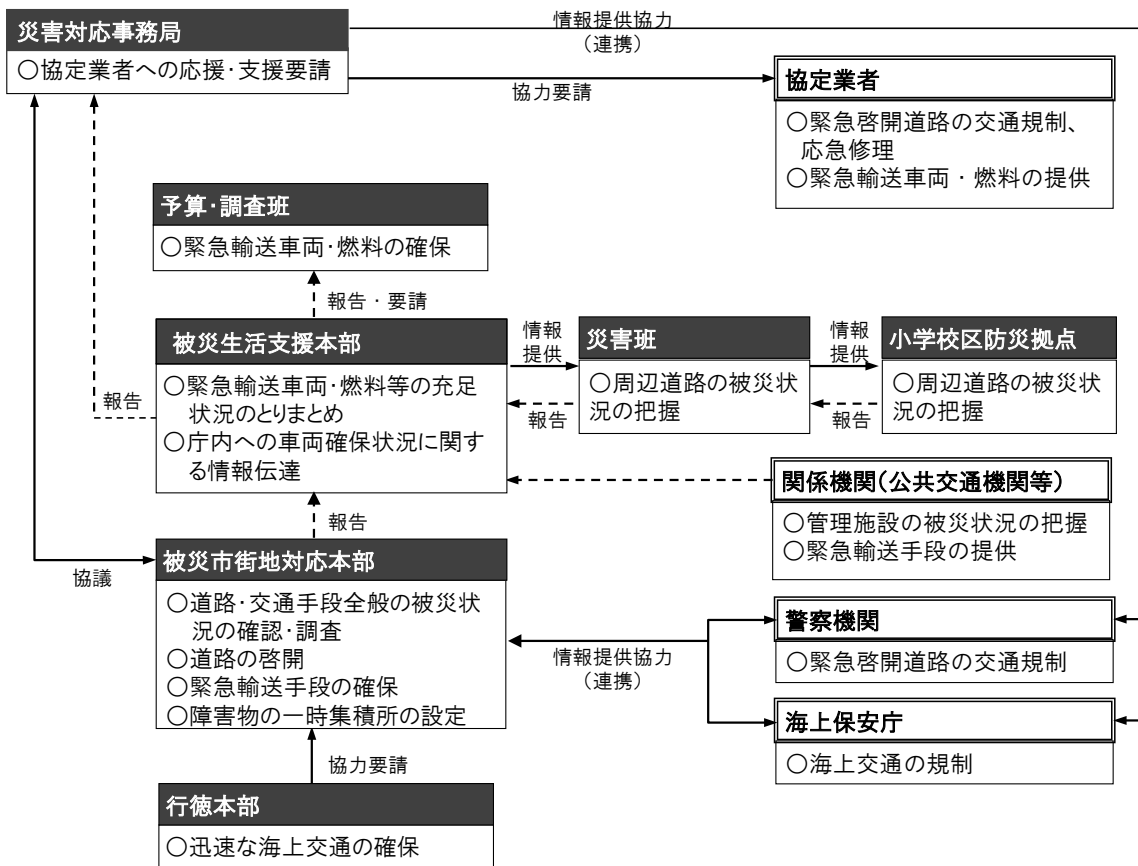 災害対応事務局
○協定業者への応援・支援要請
情報提供協力
（連携）
協力要請
協定業者
○緊急啓開道路の交通規制、
応急修理
○緊急輸送車両・燃料の提供
予算・調査班
○緊急輸送車両・燃料の確保
報告・要請
報告
被災生活支援本部
○緊急輸送車両・燃料等の充足
状況のとりまとめ
○庁内への車両確保状況に関す
る情報伝達
情報
提供
報告
災害班
○周辺道路の被災状
況の把握
情報
提供
報告
小学校区防災拠点
○周辺道路の被災状
況の把握
関係機関（公共交通機関等）
○管理施設の被災状況の把握
○緊急輸送手段の提供
報告
協議
被災市街地対応本部
○道路・交通手段全般の被災状
況の確認・調査
○道路の啓開
○緊急輸送手段の確保
○障害物の一時集積所の設定
情報提供協力
（連携）
警察機関
○緊急啓開道路の交通規制
海上保安庁
○海上交通の規制
協力要請
行徳本部
○迅速な海上交通の確保